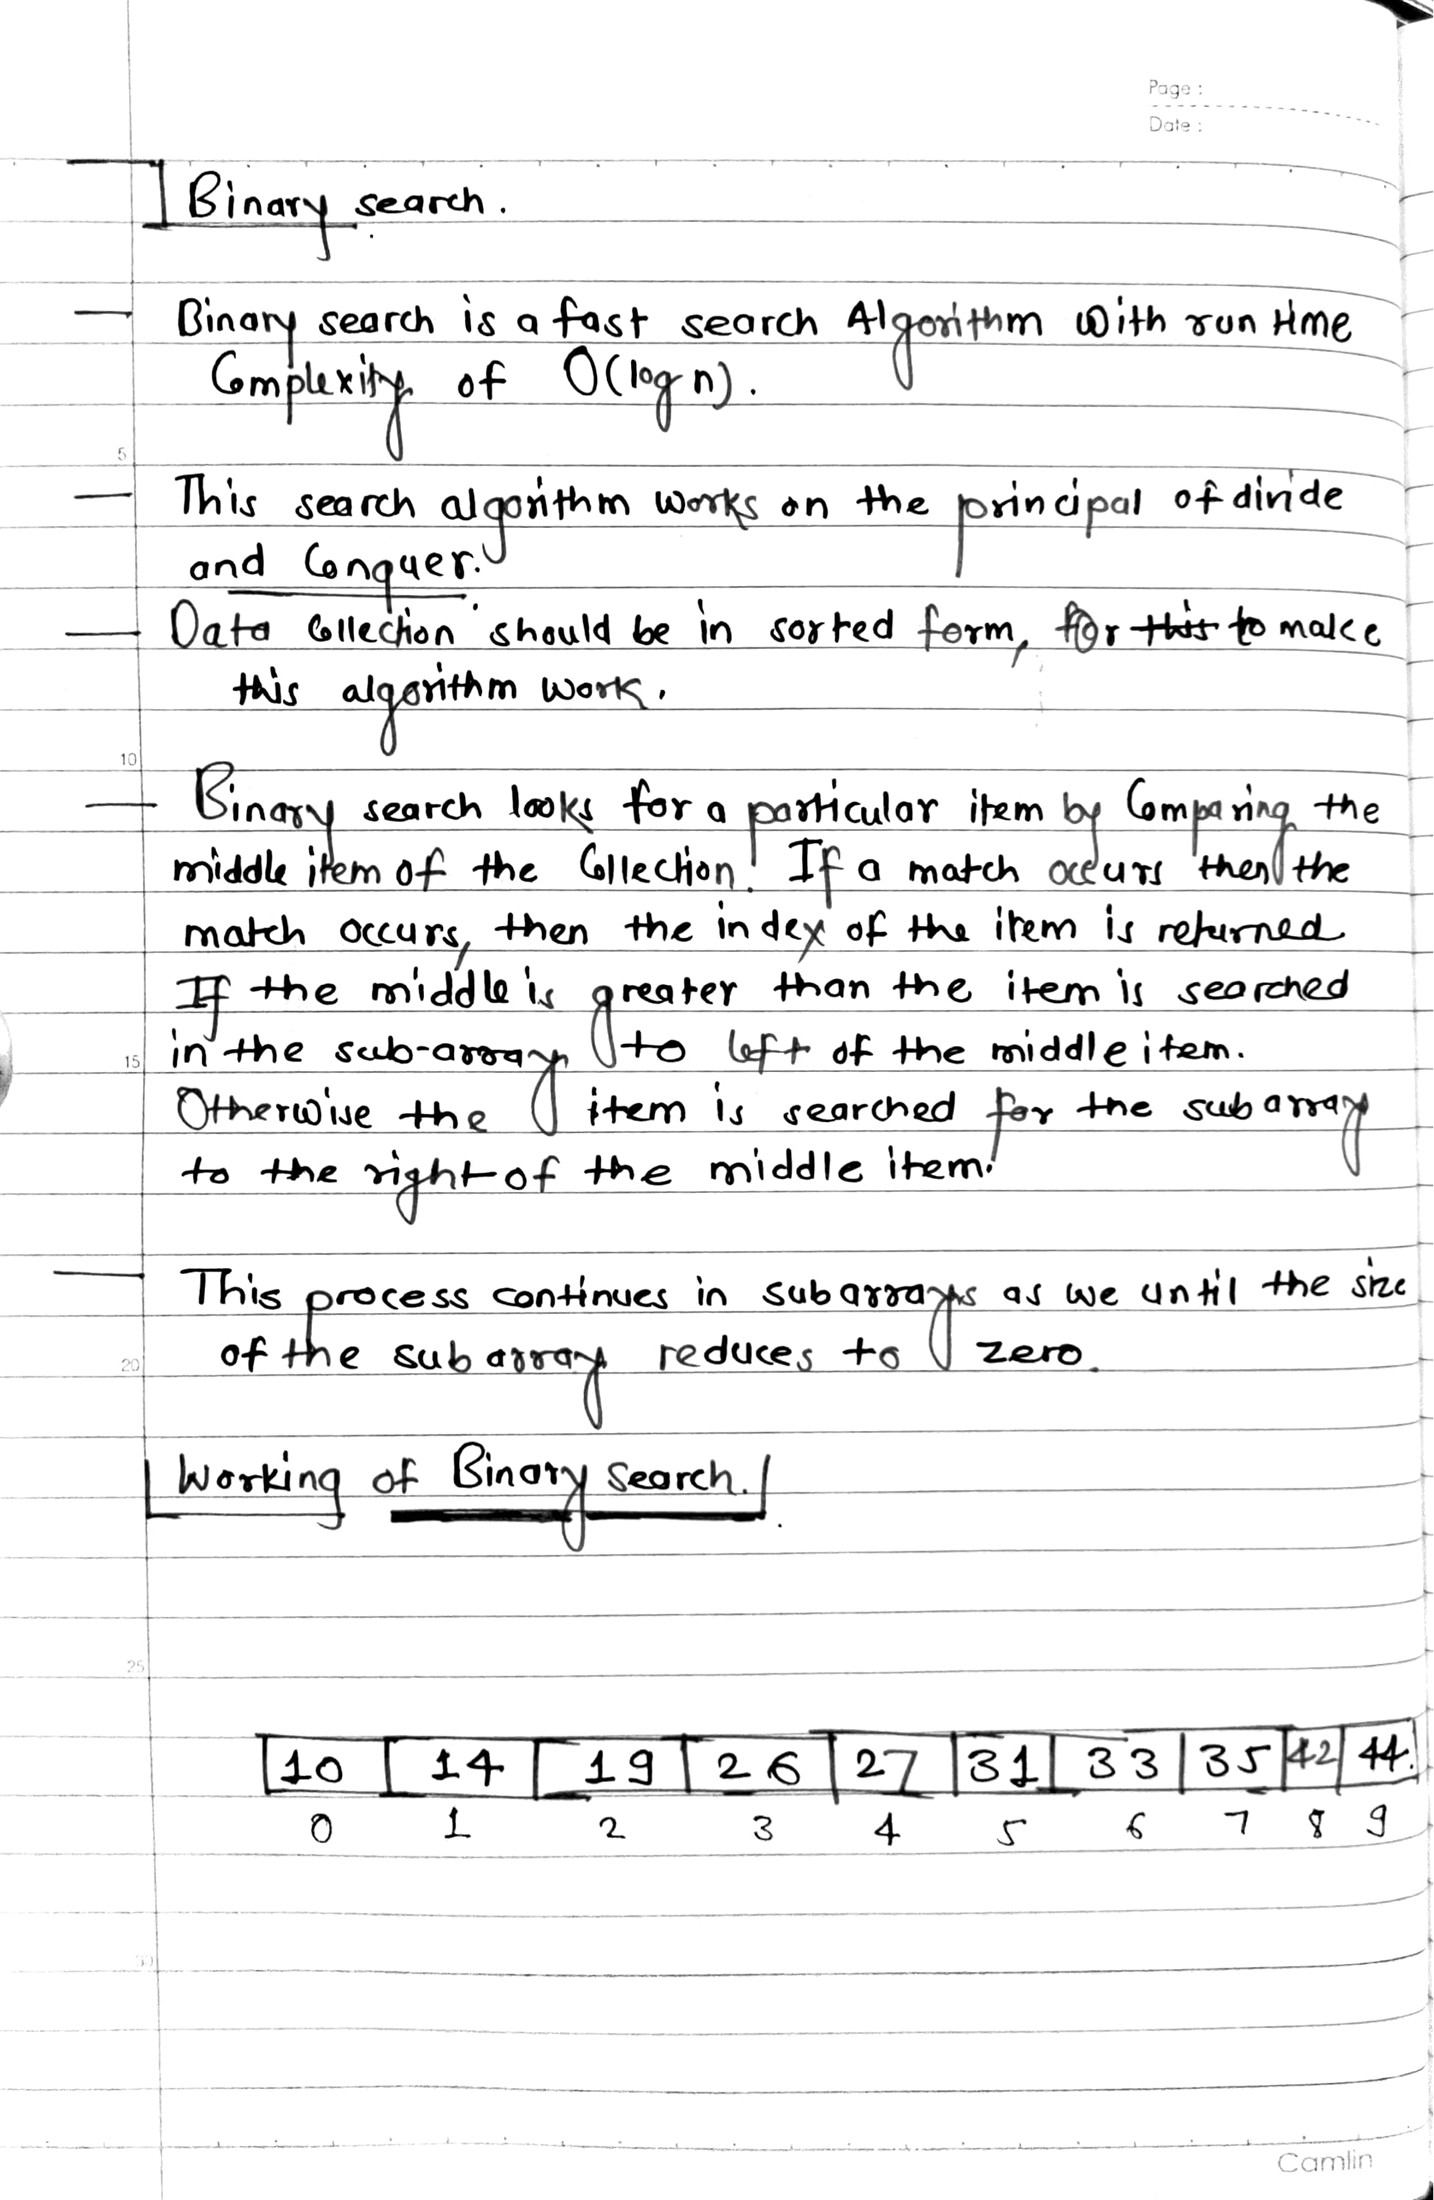 Page :
Date :
Binary search.
Binary search is a fast search Algorithm with run time
Complexity of O(log n).
5
This search algorithm works on the principal of divide
and Conquer.
Data Collection should be in sorted form, for this to make
this algorithm work.
10
Binary search looks for a particular item by Comparing the
middle item of the Collection. If a match occurs then the
match occurs, then the index of the item is returned
If the middle is greater than the item is searched
15 in the sub-array to left of the middle item.
Otherwise the item is searched for the sub array
to the right of the middle item.
This process continues in subarrays as we until the size
20 of the sub array reduces to zero.
Working of Binary Search.
25
10 14 19 26 27 31 33 35 42 44.
0 1 2 3 4 5 6 7 8 9
30
Camlin